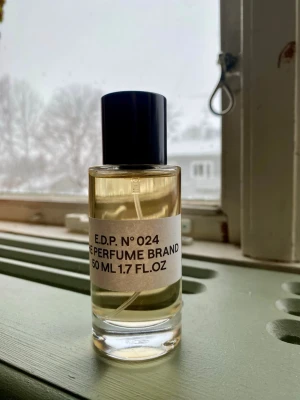 E.D.P. Nº 024
PERFUME BRAND
50 ML 1.7 FL.OZ